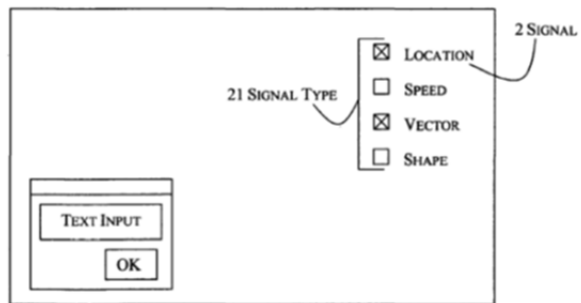 2 SIGNAL
LOCATION
21 SIGNAL TYPE
SPEED
VECTOR
SHAPE
TEXT INPUT
OK